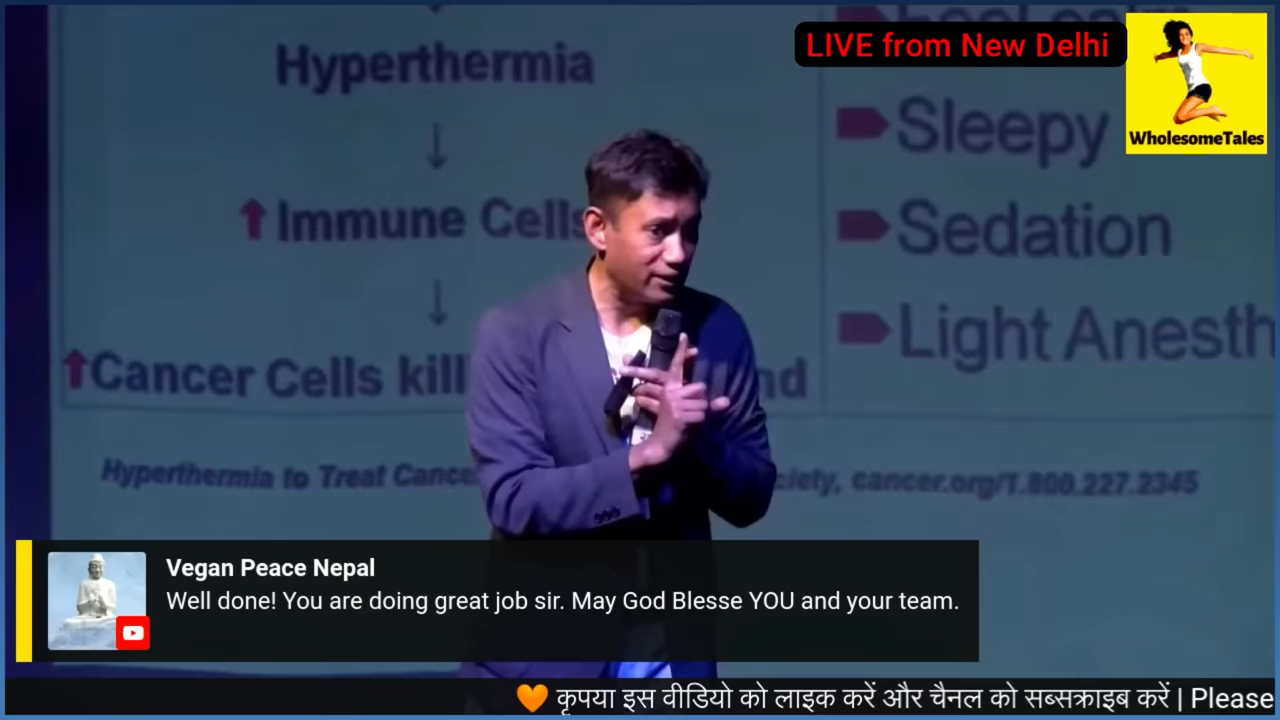 LIVE from New Delhi
WholesomeTales
Hyperthermia
Sleepy
Immune Cells
Sedation
Light Anesth
Cancer Cells kill
Hyperthermia to Treat Cance
ciety, cancer.org/1.800.227.2345
Vegan Peace Nepal
Well done! You are doing great job sir. May God Blesse YOU and your team.
🧡 कृपया इस वीडियो को लाइक करें और चैनल को सब्सक्राइब करें | Please